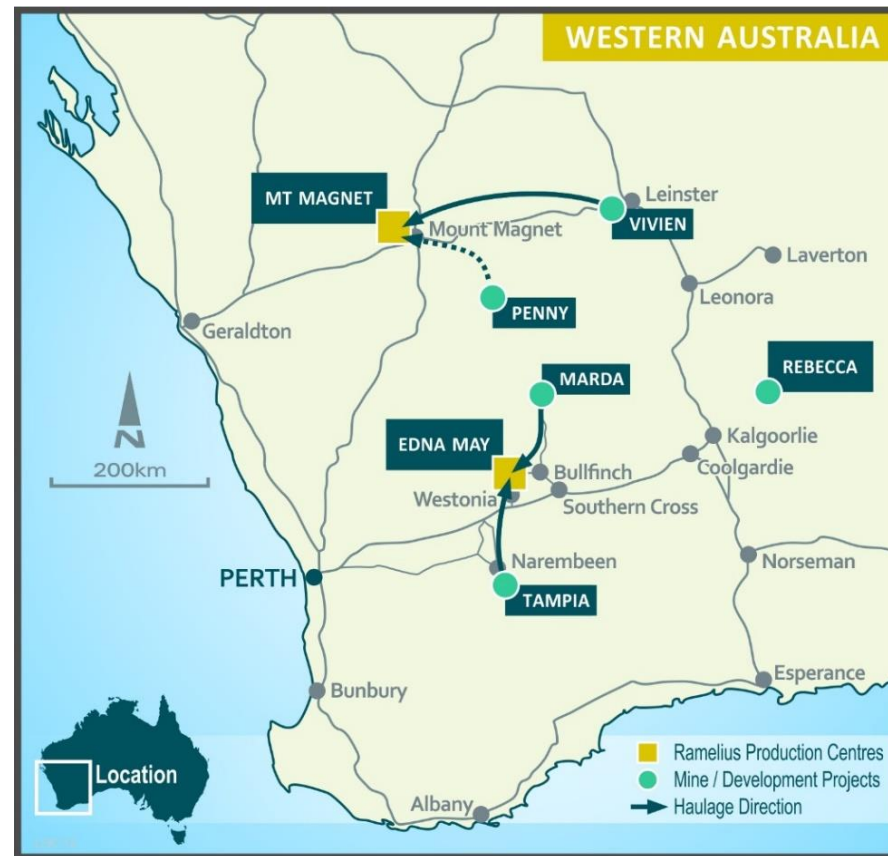 WESTERN AUSTRALIA
MT MAGNET
Leinster
VIVIEN
Mount Magnet
Laverton
Leonora
PENNY
Geraldton
REBECCA
MARDA
N
200km
EDNA MAY
Kalgoorlie
Coolgardie
Bullfinch
Westonia
Southern Cross
Narembeen
Norseman
PERTH
TAMPIA
Esperance
Bunbury
Ramelius Production Centres
Location
Mine / Development Projects
Haulage Direction
Albany